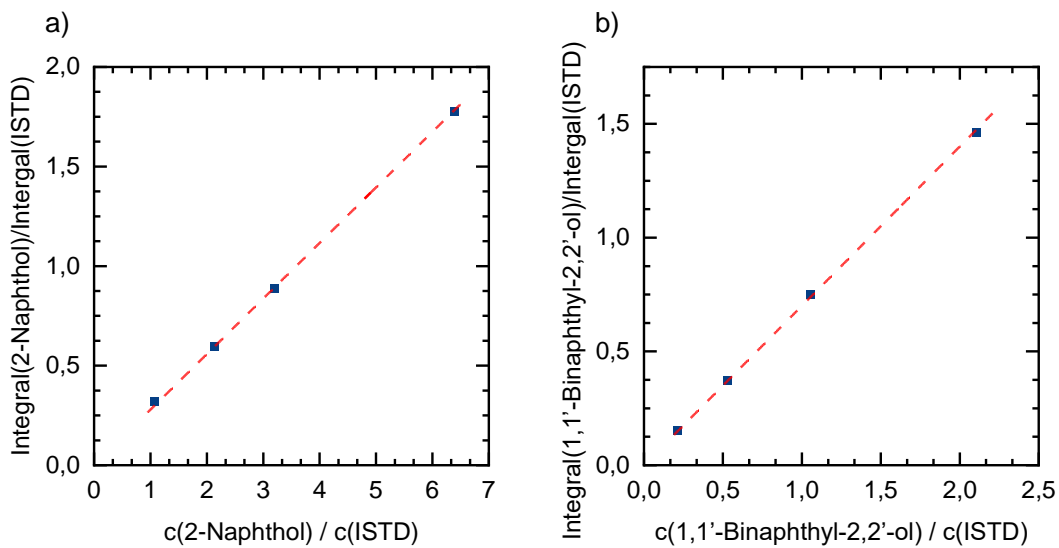 a)
Integral(2-Naphthol)/Intergal(ISTD)
2,0
1,5
1,0
0,5
0,0
0 1 2 3 4 5 6 7
c(2-Naphthol) / c(ISTD)
b)
Integral(1,1'-Binaphthyl-2,2'-ol)/Intergal(ISTD)
1,5
1,0
0,5
0,0
0,0 0,5 1,0 1,5 2,0 2,5
c(1,1'-Binaphthyl-2,2'-ol) / c(ISTD)